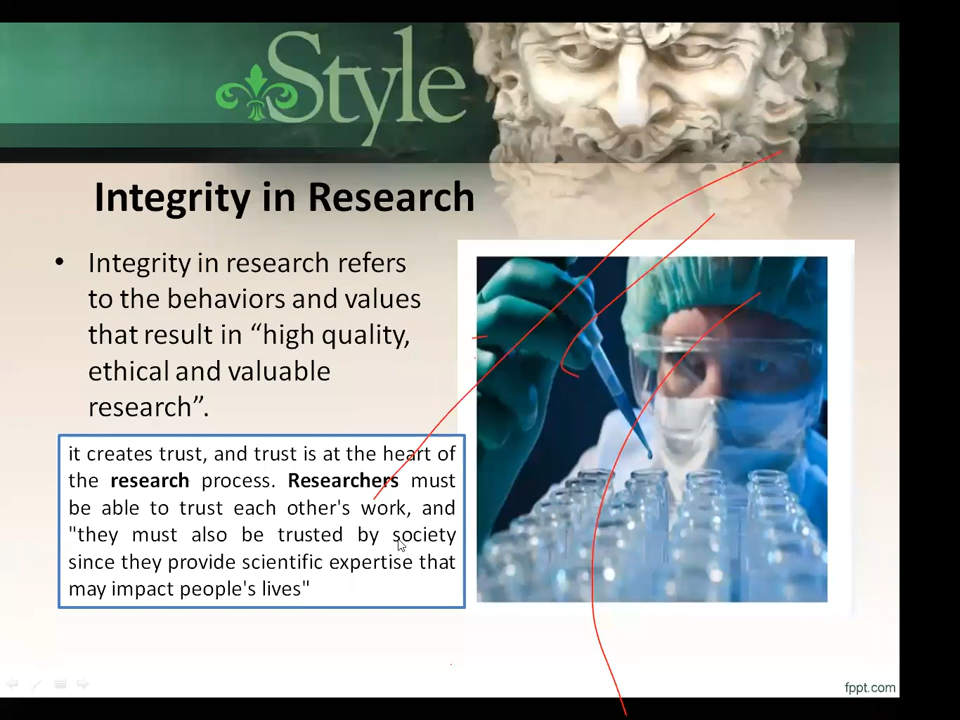 Style
Integrity in Research
• Integrity in research refers
to the behaviors and values
that result in “high quality,
ethical and valuable
research”.
it creates trust, and trust is at the heart of
the research process. Researchers must
be able to trust each other's work, and
"they must also be trusted by society
since they provide scientific expertise that
may impact people's lives"
fppt.com